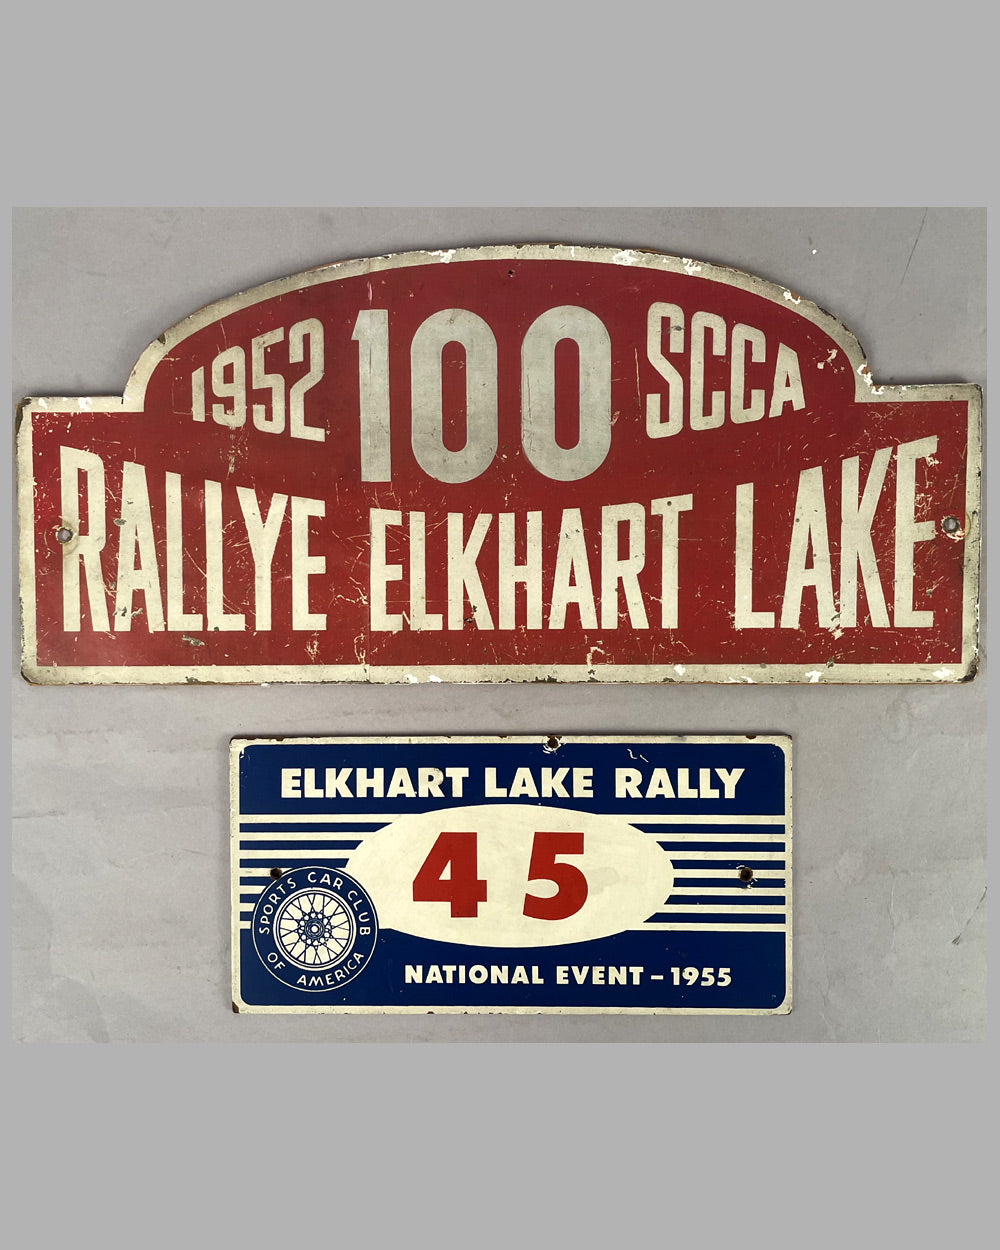 1952 100 SCCA
RALLYE ELKHART LAKE
ELKHART LAKE RALLY
45
SPORTS CAR CLUB
OF AMERICA
NATIONAL EVENT – 1955